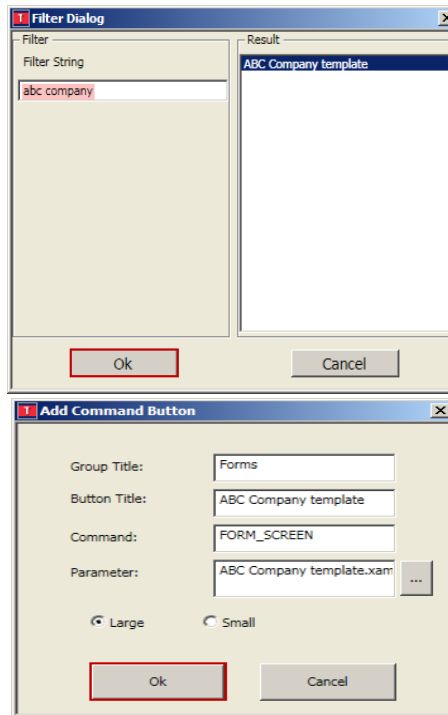 T Filter Dialog
Filter
Result
Filter String
ABC Company template
abc company
Ok
Cancel
T Add Command Button
Group Title:
Forms
Button Title:
ABC Company template
Command:
FORM_SCREEN
Parameter:
ABC Company template.xam
...
Large
Small
Ok
Cancel